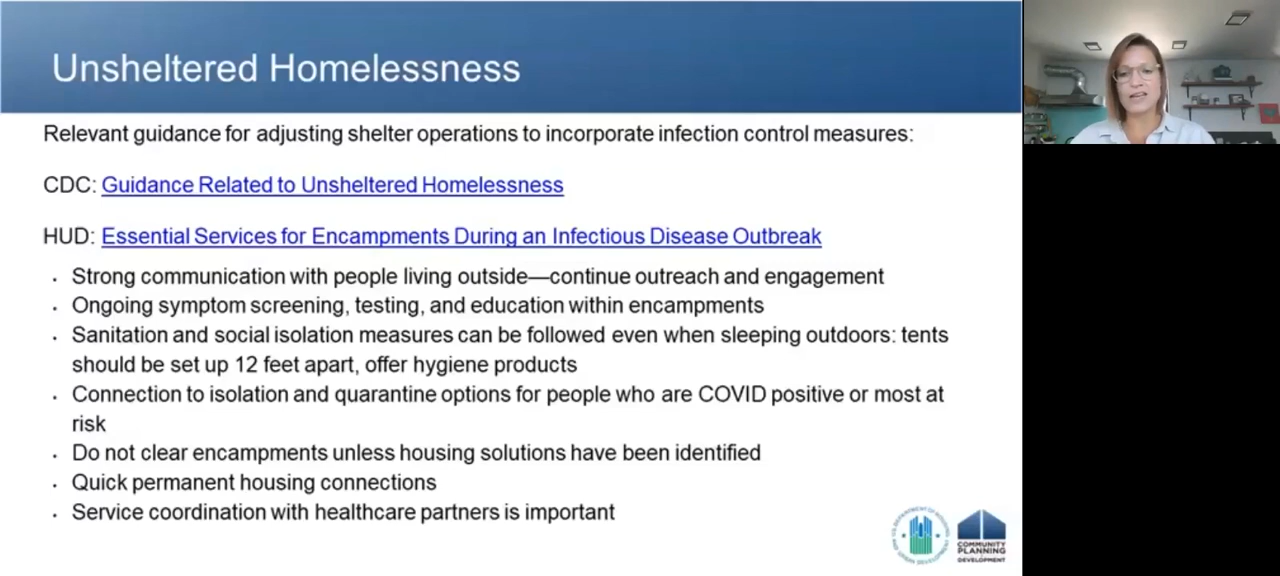 Unsheltered Homelessness
Relevant guidance for adjusting shelter operations to incorporate infection control measures:
CDC: Guidance Related to Unsheltered Homelessness
HUD: Essential Services for Encampments During an Infectious Disease Outbreak
· Strong communication with people living outside—continue outreach and engagement
· Ongoing symptom screening, testing, and education within encampments
· Sanitation and social isolation measures can be followed even when sleeping outdoors: tents
should be set up 12 feet apart, offer hygiene products
· Connection to isolation and quarantine options for people who are COVID positive or most at
risk
· Do not clear encampments unless housing solutions have been identified
· Quick permanent housing connections
· Service coordination with healthcare partners is important
COMMUNITY
PLANNING
DEVELOPMENT